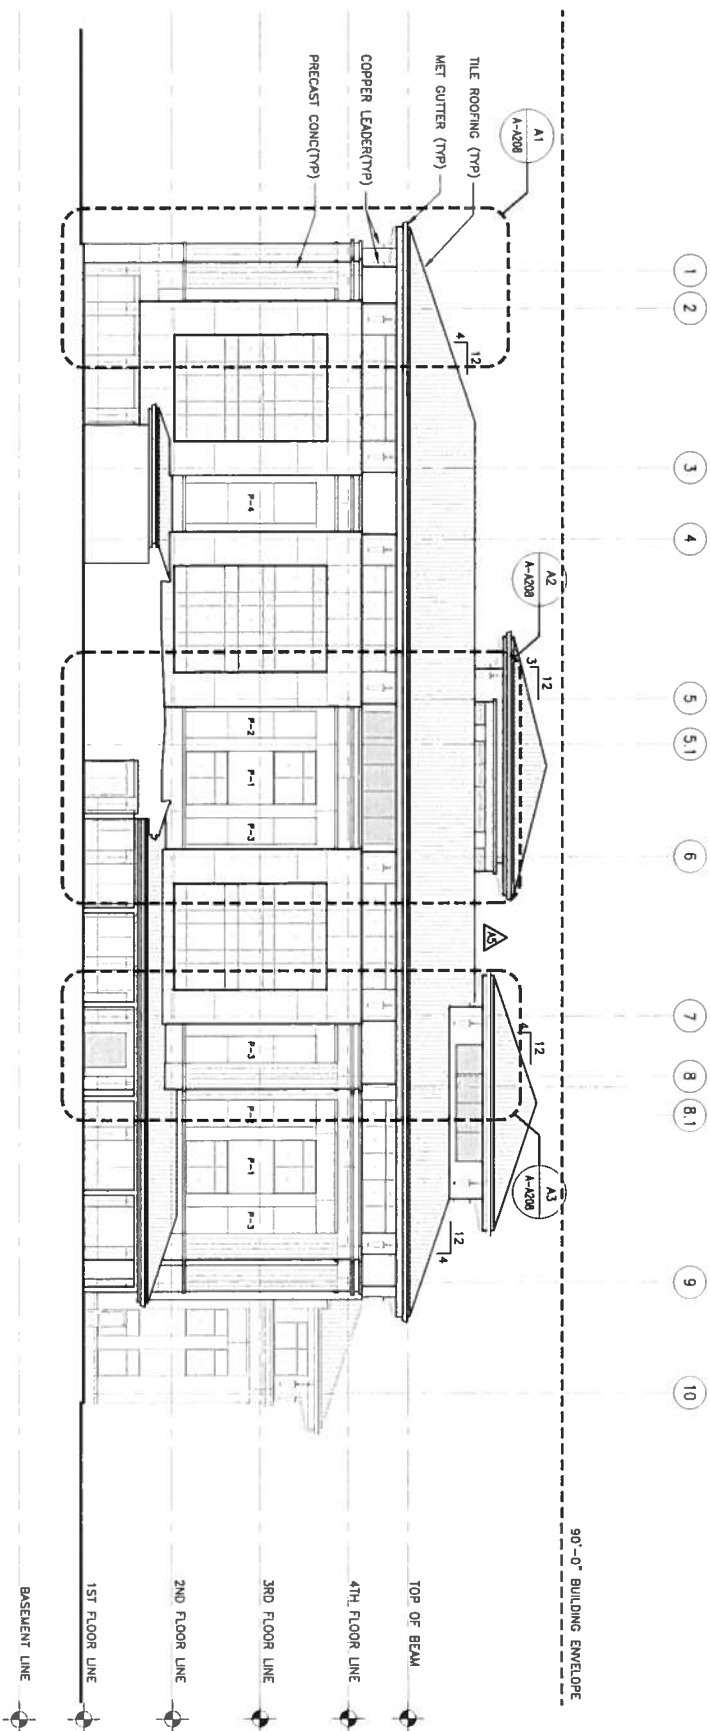 1
2
3
4
5
5.1
6
7
8
8.1
9
10
90'-0" BUILDING ENVELOPE
A1
A-A208
A2
A-A208
A3
A-A208
TILE ROOFING (TYP)
MET GUTTER (TYP)
COPPER LEADER(TYP)
PRECAST CONC(TYP)
12
4
12
3
12
4
12
4
A5
P-4
P-2
P-1
P-3
P-3
P-1
P-3
TOP OF BEAM
4TH FLOOR LINE
3RD FLOOR LINE
2ND FLOOR LINE
1ST FLOOR LINE
BASEMENT LINE